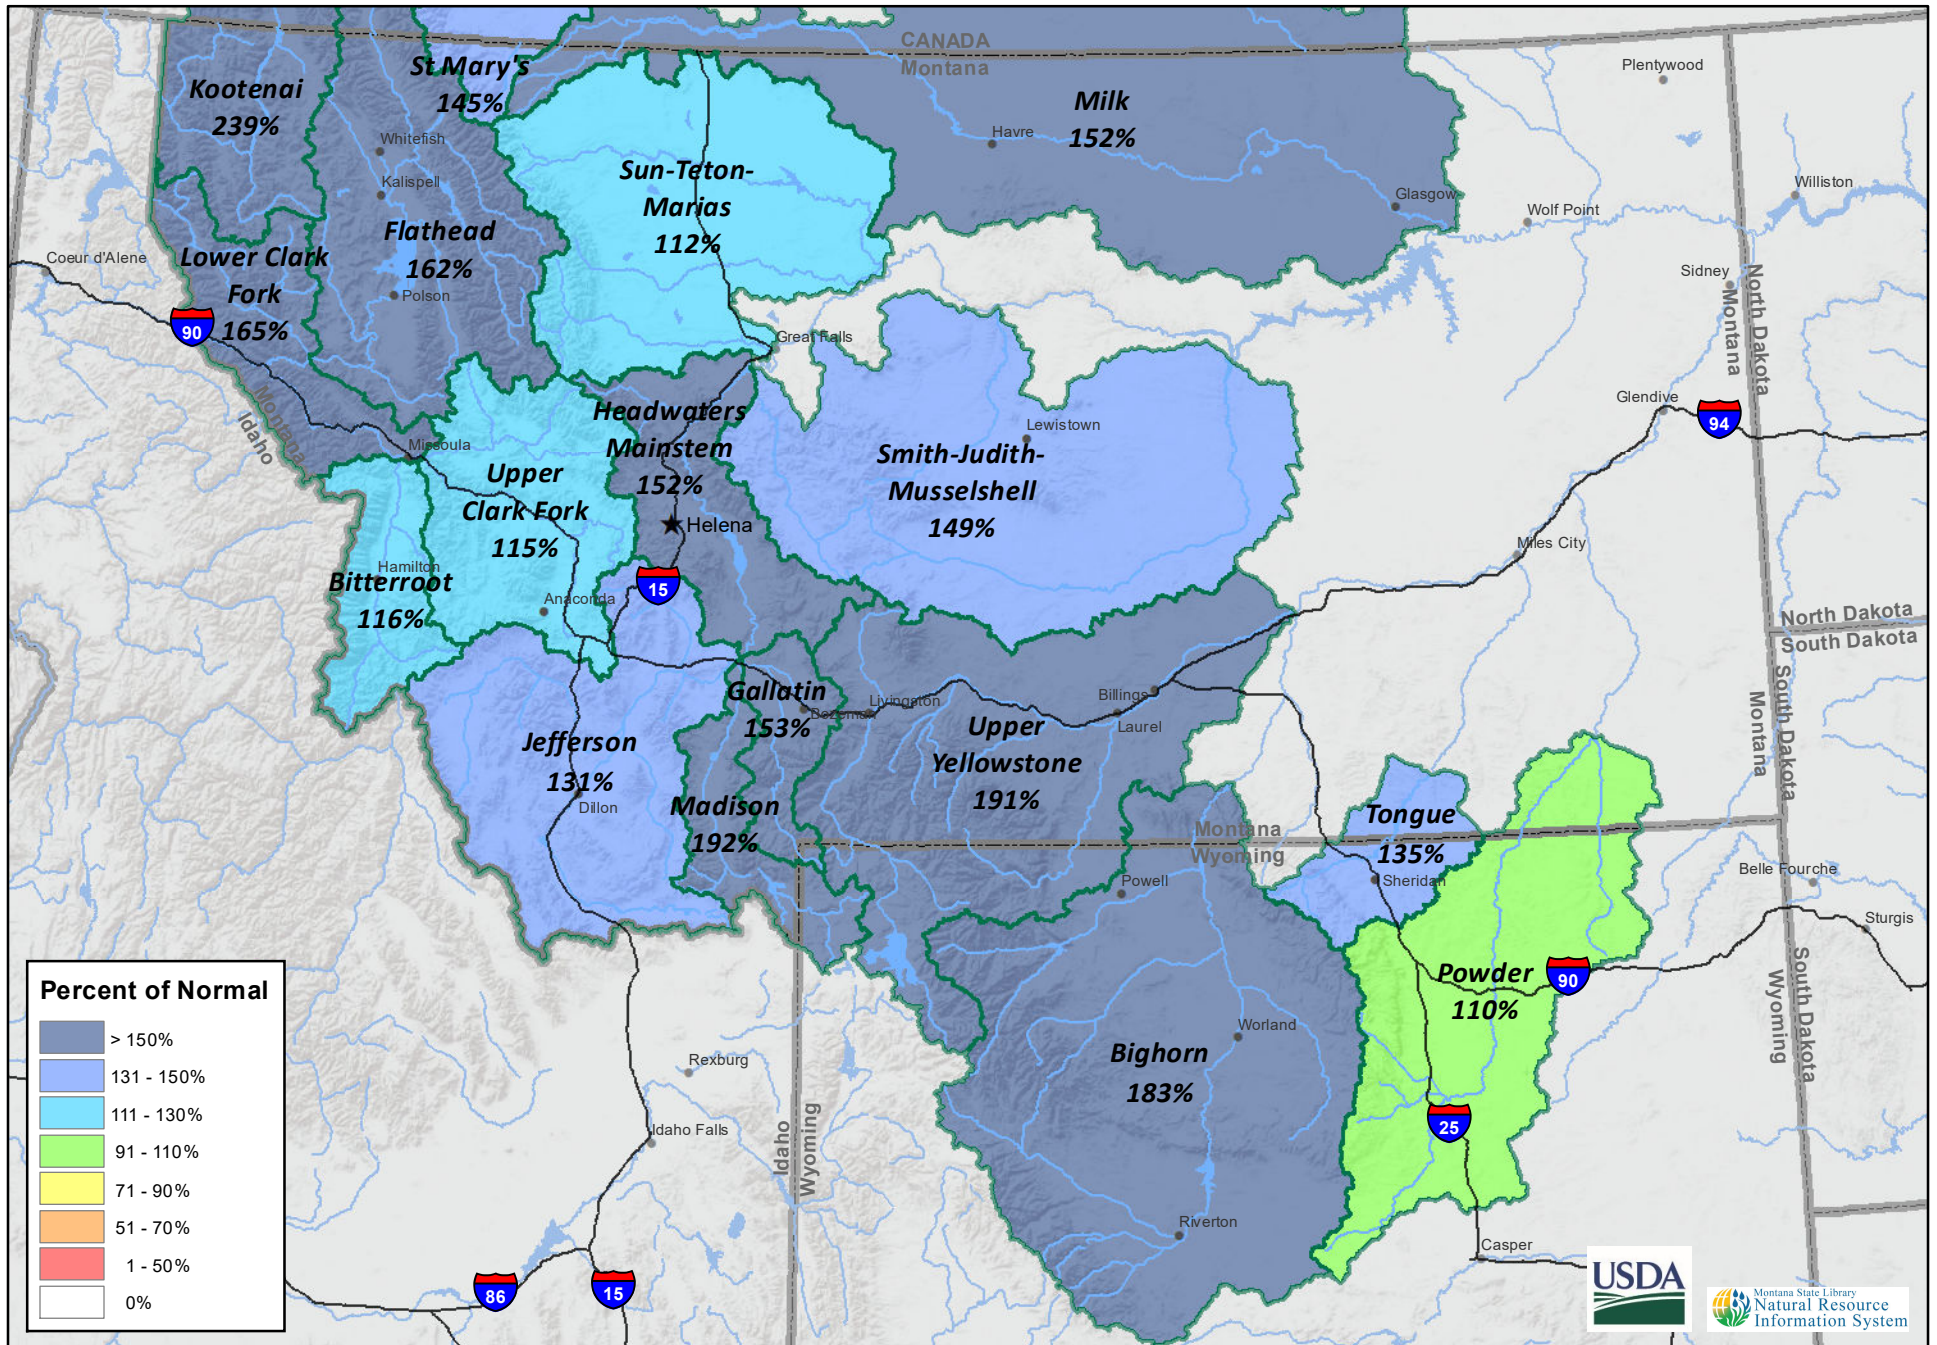 CANADA
Montana
Plentywood
St Mary's
145%
Kootenai
239%
Milk
152%
Havre
Whitefish
Kalispell
Sun-Teton-
Marias
112%
Glasgow
Wolf Point
Williston
Flathead
162%
Polson
Coeur d'Alene
Lower Clark
Fork
165%
90
Sidney
Montana
North Dakota
Great Falls
Montana
Idaho
Headwaters
Mainstem
152%
Helena
Lewistown
Glendive
94
Missoula
Upper
Clark Fork
115%
Smith-Judith-
Musselshell
149%
Miles City
Hamilton
Bitterroot
116%
Anaconda
15
North Dakota
South Dakota
Gallatin
153%
Bozeman
Livingston
Billings
Laurel
Montana
South Dakota
Jefferson
131%
Dillon
Upper
Yellowstone
191%
Madison
192%
Montana
Wyoming
Tongue
135%
Sheridan
Powell
Belle Fourche
Sturgis
Powder
110%
90
South Dakota
Wyoming
Worland
Bighorn
183%
25
Rexburg
Idaho Falls
Idaho
Wyoming
Riverton
Casper
86
15
Percent of Normal
> 150%
131 - 150%
111 - 130%
91 - 110%
71 - 90%
51 - 70%
1 - 50%
0%
USDA
Montana State Library
Natural Resource
Information System